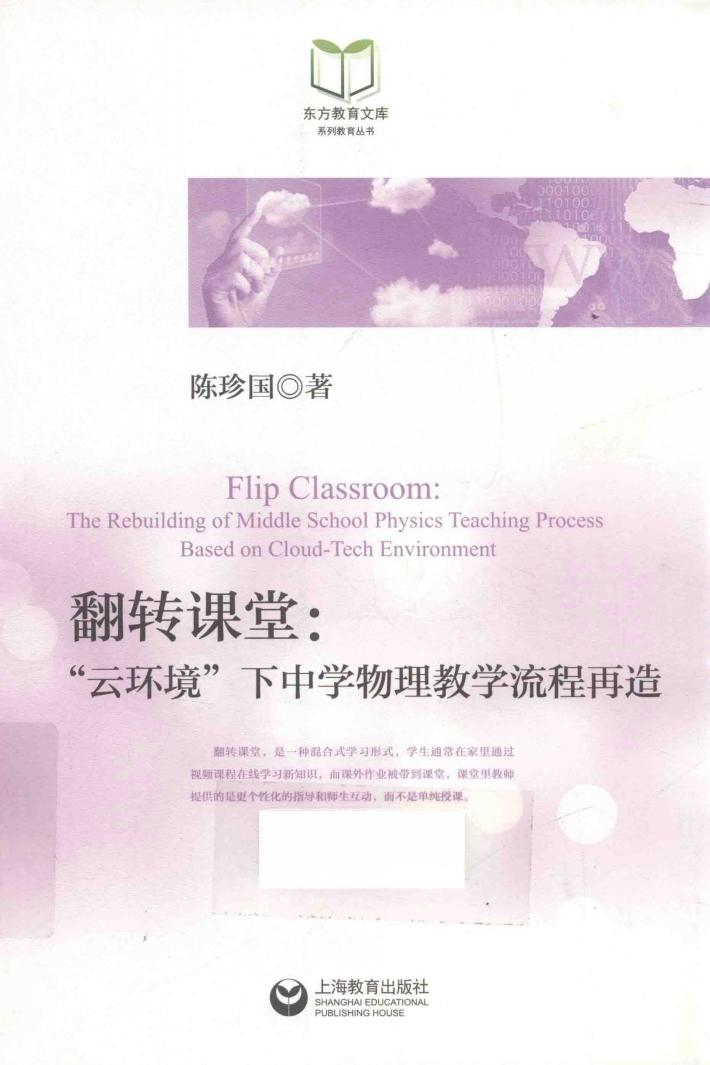 东方教育文库
系列教育丛书
000100
110100
陈珍国◎著
Flip Classroom:
The Rebuilding of Middle School Physics Teaching Process
Based on Cloud-Tech Environment
翻转课堂：
“云环境”下中学物理教学流程再造
翻转课堂，是一种混合式学习形式，学生通常在家里通过
视频课程在线学习新知识，而课外作业被带到课堂，课堂里教师
提供的是更个性化的指导和师生互动，而不是单纯授课。
上海教育出版社
SHANGHAI EDUCATIONAL
PUBLISHING HOUSE